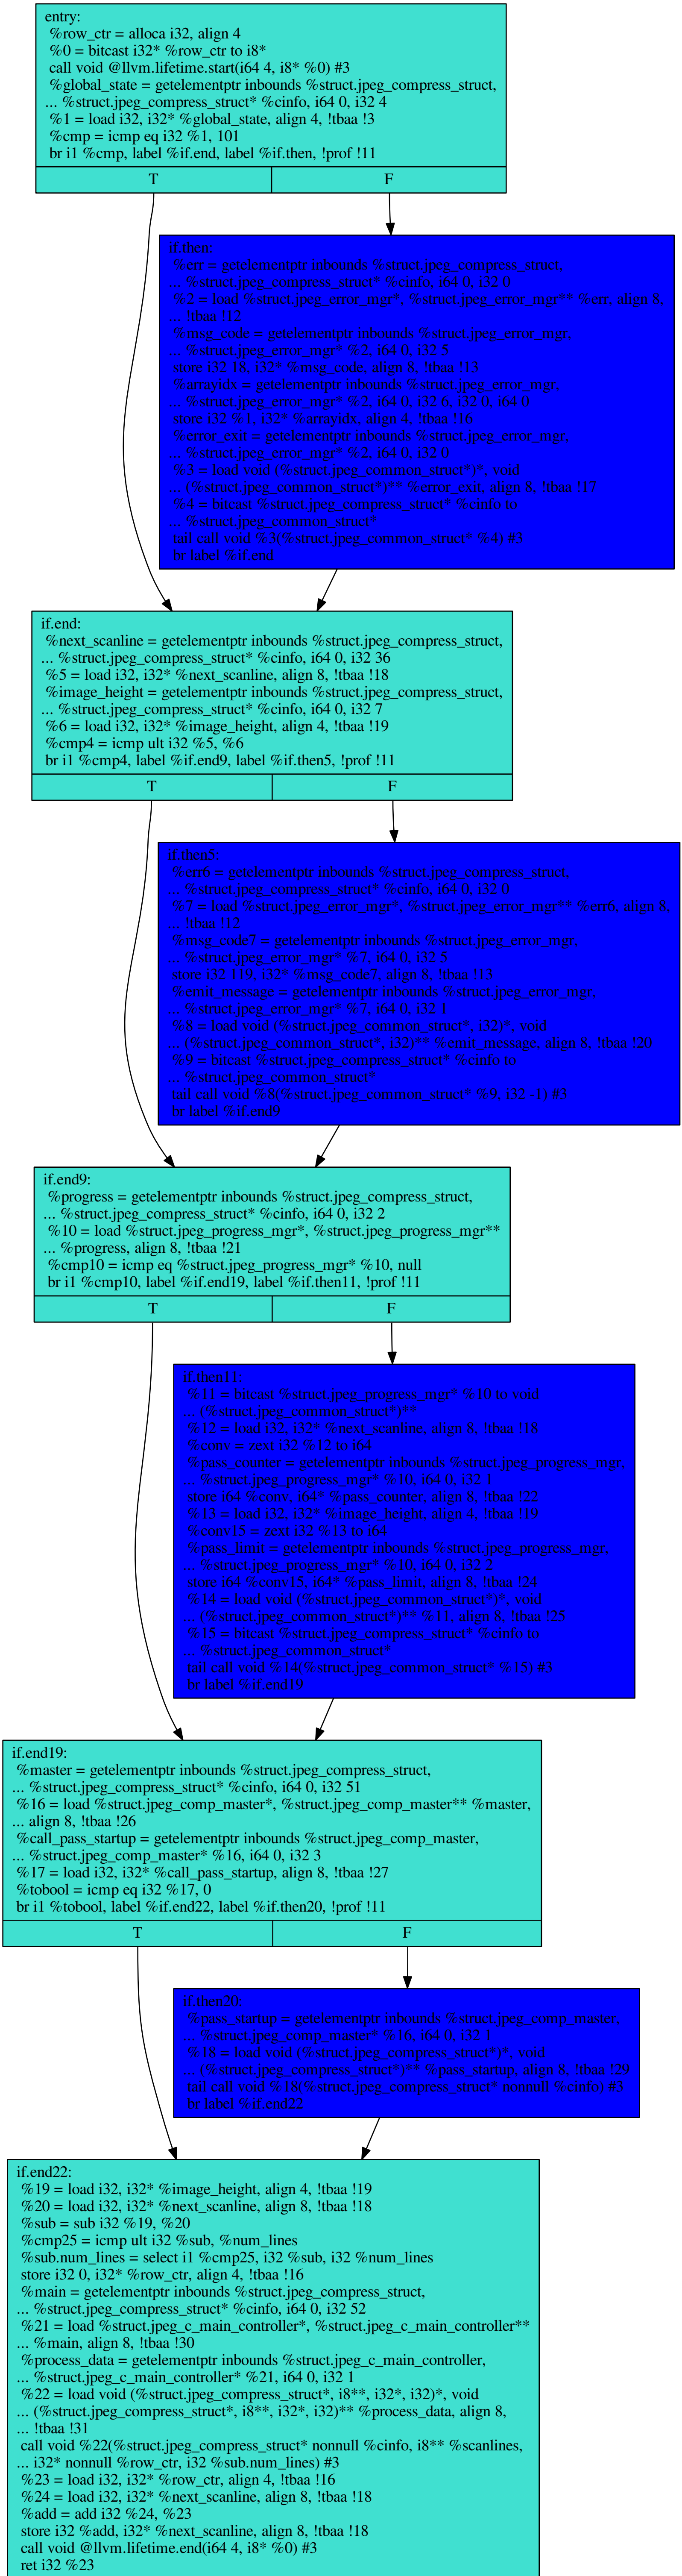 entry:
%row_ctr = alloca i32, align 4
%0 = bitcast i32* %row_ctr to i8*
call void @llvm.lifetime.start(i64 4, i8* %0) #3
%global_state = getelementptr inbounds %struct.jpeg_compress_struct,
... %struct.jpeg_compress_struct* %cinfo, i64 0, i32 4
%1 = load i32, i32* %global_state, align 4, !tbaa !3
%cmp = icmp eq i32 %1, 101
br i1 %cmp, label %if.end, label %if.then, !prof !11
T F
if.then:
%err = getelementptr inbounds %struct.jpeg_compress_struct,
... %struct.jpeg_compress_struct* %cinfo, i64 0, i32 0
%2 = load %struct.jpeg_error_mgr*, %struct.jpeg_error_mgr** %err, align 8,
... !tbaa !12
%msg_code = getelementptr inbounds %struct.jpeg_error_mgr,
... %struct.jpeg_error_mgr* %2, i64 0, i32 5
store i32 18, i32* %msg_code, align 8, !tbaa !13
%arrayidx = getelementptr inbounds %struct.jpeg_error_mgr,
... %struct.jpeg_error_mgr* %2, i64 0, i32 6, i32 0, i64 0
store i32 %1, i32* %arrayidx, align 4, !tbaa !16
%error_exit = getelementptr inbounds %struct.jpeg_error_mgr,
... %struct.jpeg_error_mgr* %2, i64 0, i32 0
%3 = load void (%struct.jpeg_common_struct*)*, void
... (%struct.jpeg_common_struct*)** %error_exit, align 8, !tbaa !17
%4 = bitcast %struct.jpeg_compress_struct* %cinfo to
... %struct.jpeg_common_struct*
tail call void %3(%struct.jpeg_common_struct* %4) #3
br label %if.end
if.end:
%next_scanline = getelementptr inbounds %struct.jpeg_compress_struct,
... %struct.jpeg_compress_struct* %cinfo, i64 0, i32 36
%5 = load i32, i32* %next_scanline, align 8, !tbaa !18
%image_height = getelementptr inbounds %struct.jpeg_compress_struct,
... %struct.jpeg_compress_struct* %cinfo, i64 0, i32 7
%6 = load i32, i32* %image_height, align 4, !tbaa !19
%cmp4 = icmp ult i32 %5, %6
br i1 %cmp4, label %if.end9, label %if.then5, !prof !11
T F
if.then5:
%err6 = getelementptr inbounds %struct.jpeg_compress_struct,
... %struct.jpeg_compress_struct* %cinfo, i64 0, i32 0
%7 = load %struct.jpeg_error_mgr*, %struct.jpeg_error_mgr** %err6, align 8,
... !tbaa !12
%msg_code7 = getelementptr inbounds %struct.jpeg_error_mgr,
... %struct.jpeg_error_mgr* %7, i64 0, i32 5
store i32 119, i32* %msg_code7, align 8, !tbaa !13
%emit_message = getelementptr inbounds %struct.jpeg_error_mgr,
... %struct.jpeg_error_mgr* %7, i64 0, i32 1
%8 = load void (%struct.jpeg_common_struct*, i32)*, void
... (%struct.jpeg_common_struct*, i32)** %emit_message, align 8, !tbaa !20
%9 = bitcast %struct.jpeg_compress_struct* %cinfo to
... %struct.jpeg_common_struct*
tail call void %8(%struct.jpeg_common_struct* %9, i32 -1) #3
br label %if.end9
if.end9:
%progress = getelementptr inbounds %struct.jpeg_compress_struct,
... %struct.jpeg_compress_struct* %cinfo, i64 0, i32 2
%10 = load %struct.jpeg_progress_mgr*, %struct.jpeg_progress_mgr**
... %progress, align 8, !tbaa !21
%cmp10 = icmp eq %struct.jpeg_progress_mgr* %10, null
br i1 %cmp10, label %if.end19, label %if.then11, !prof !11
T F
if.then11:
%11 = bitcast %struct.jpeg_progress_mgr* %10 to void
... (%struct.jpeg_common_struct*)**
%12 = load i32, i32* %next_scanline, align 8, !tbaa !18
%conv = zext i32 %12 to i64
%pass_counter = getelementptr inbounds %struct.jpeg_progress_mgr,
... %struct.jpeg_progress_mgr* %10, i64 0, i32 1
store i64 %conv, i64* %pass_counter, align 8, !tbaa !22
%13 = load i32, i32* %image_height, align 4, !tbaa !19
%conv15 = zext i32 %13 to i64
%pass_limit = getelementptr inbounds %struct.jpeg_progress_mgr,
... %struct.jpeg_progress_mgr* %10, i64 0, i32 2
store i64 %conv15, i64* %pass_limit, align 8, !tbaa !24
%14 = load void (%struct.jpeg_common_struct*)*, void
... (%struct.jpeg_common_struct*)** %11, align 8, !tbaa !25
%15 = bitcast %struct.jpeg_compress_struct* %cinfo to
... %struct.jpeg_common_struct*
tail call void %14(%struct.jpeg_common_struct* %15) #3
br label %if.end19
if.end19:
%master = getelementptr inbounds %struct.jpeg_compress_struct,
... %struct.jpeg_compress_struct* %cinfo, i64 0, i32 51
%16 = load %struct.jpeg_comp_master*, %struct.jpeg_comp_master** %master,
... align 8, !tbaa !26
%call_pass_startup = getelementptr inbounds %struct.jpeg_comp_master,
... %struct.jpeg_comp_master* %16, i64 0, i32 3
%17 = load i32, i32* %call_pass_startup, align 8, !tbaa !27
%tobool = icmp eq i32 %17, 0
br i1 %tobool, label %if.end22, label %if.then20, !prof !11
T F
if.then20:
%pass_startup = getelementptr inbounds %struct.jpeg_comp_master,
... %struct.jpeg_comp_master* %16, i64 0, i32 1
%18 = load void (%struct.jpeg_compress_struct*)*, void
... (%struct.jpeg_compress_struct*)** %pass_startup, align 8, !tbaa !29
tail call void %18(%struct.jpeg_compress_struct* nonnull %cinfo) #3
br label %if.end22
if.end22:
%19 = load i32, i32* %image_height, align 4, !tbaa !19
%20 = load i32, i32* %next_scanline, align 8, !tbaa !18
%sub = sub i32 %19, %20
%cmp25 = icmp ult i32 %sub, %num_lines
%sub.num_lines = select i1 %cmp25, i32 %sub, i32 %num_lines
store i32 0, i32* %row_ctr, align 4, !tbaa !16
%main = getelementptr inbounds %struct.jpeg_compress_struct,
... %struct.jpeg_compress_struct* %cinfo, i64 0, i32 52
%21 = load %struct.jpeg_c_main_controller*, %struct.jpeg_c_main_controller**
... %main, align 8, !tbaa !30
%process_data = getelementptr inbounds %struct.jpeg_c_main_controller,
... %struct.jpeg_c_main_controller* %21, i64 0, i32 1
%22 = load void (%struct.jpeg_compress_struct*, i8**, i32*, i32)*, void
... (%struct.jpeg_compress_struct*, i8**, i32*, i32)** %process_data, align 8,
... !tbaa !31
call void %22(%struct.jpeg_compress_struct* nonnull %cinfo, i8** %scanlines,
... i32* nonnull %row_ctr, i32 %sub.num_lines) #3
%23 = load i32, i32* %row_ctr, align 4, !tbaa !16
%24 = load i32, i32* %next_scanline, align 8, !tbaa !18
%add = add i32 %24, %23
store i32 %add, i32* %next_scanline, align 8, !tbaa !18
call void @llvm.lifetime.end(i64 4, i8* %0) #3
ret i32 %23